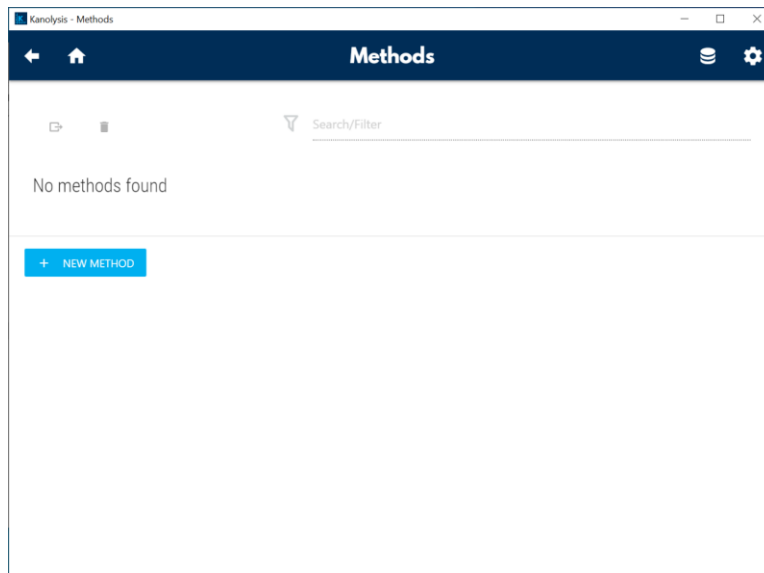 Kanolysis - Methods
Methods
Search/Filter
No methods found
+ NEW METHOD